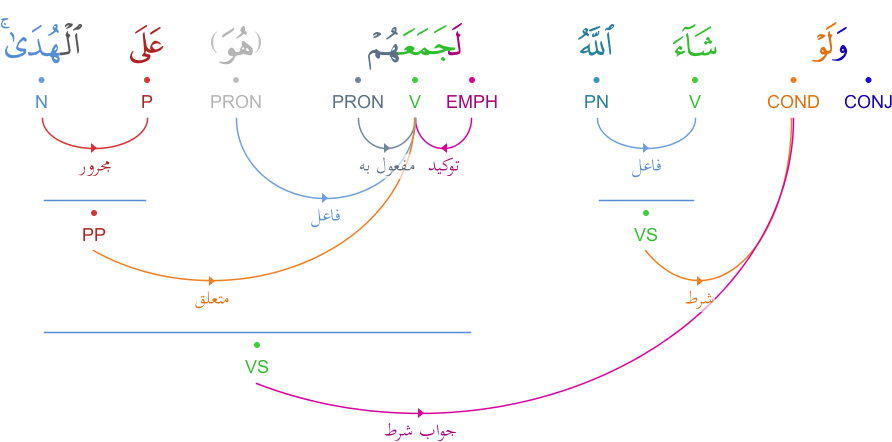 وَلَوْ شَآءَ ٱللَّهُ لَجَمَعَهُمْ (هُوَ) عَلَى ٱلْهُدَىٰ ۚ
CONJ COND V PN EMPH V PRON PRON P N
فاعل توكيد مفعول به مجرور
فاعل
VS PP
شرط متعلق
VS
جواب شرط